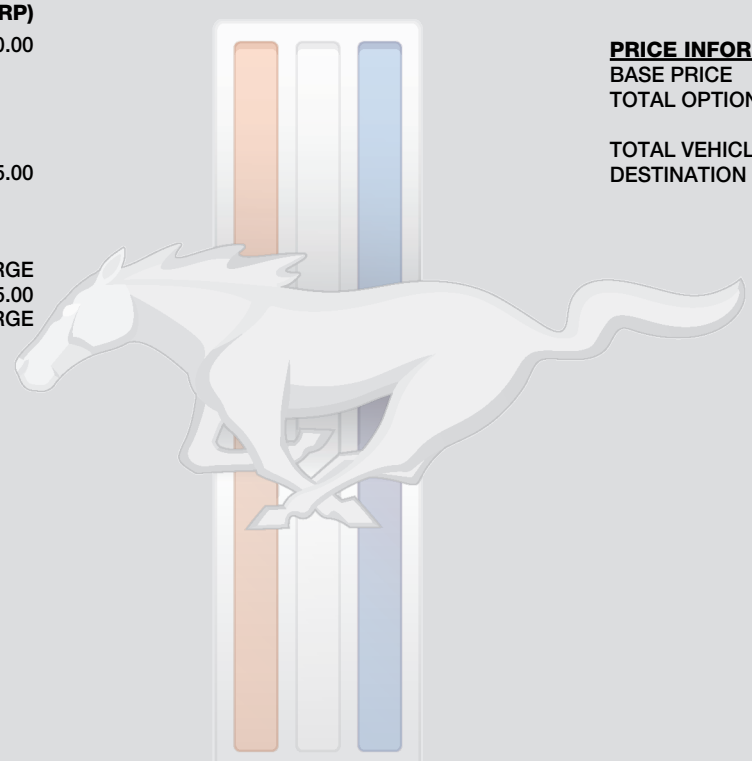 RP)
0.00
5.00
RGE
5.00
RGE
PRICE INFOR
BASE PRICE
TOTAL OPTION
TOTAL VEHICL
DESTINATION